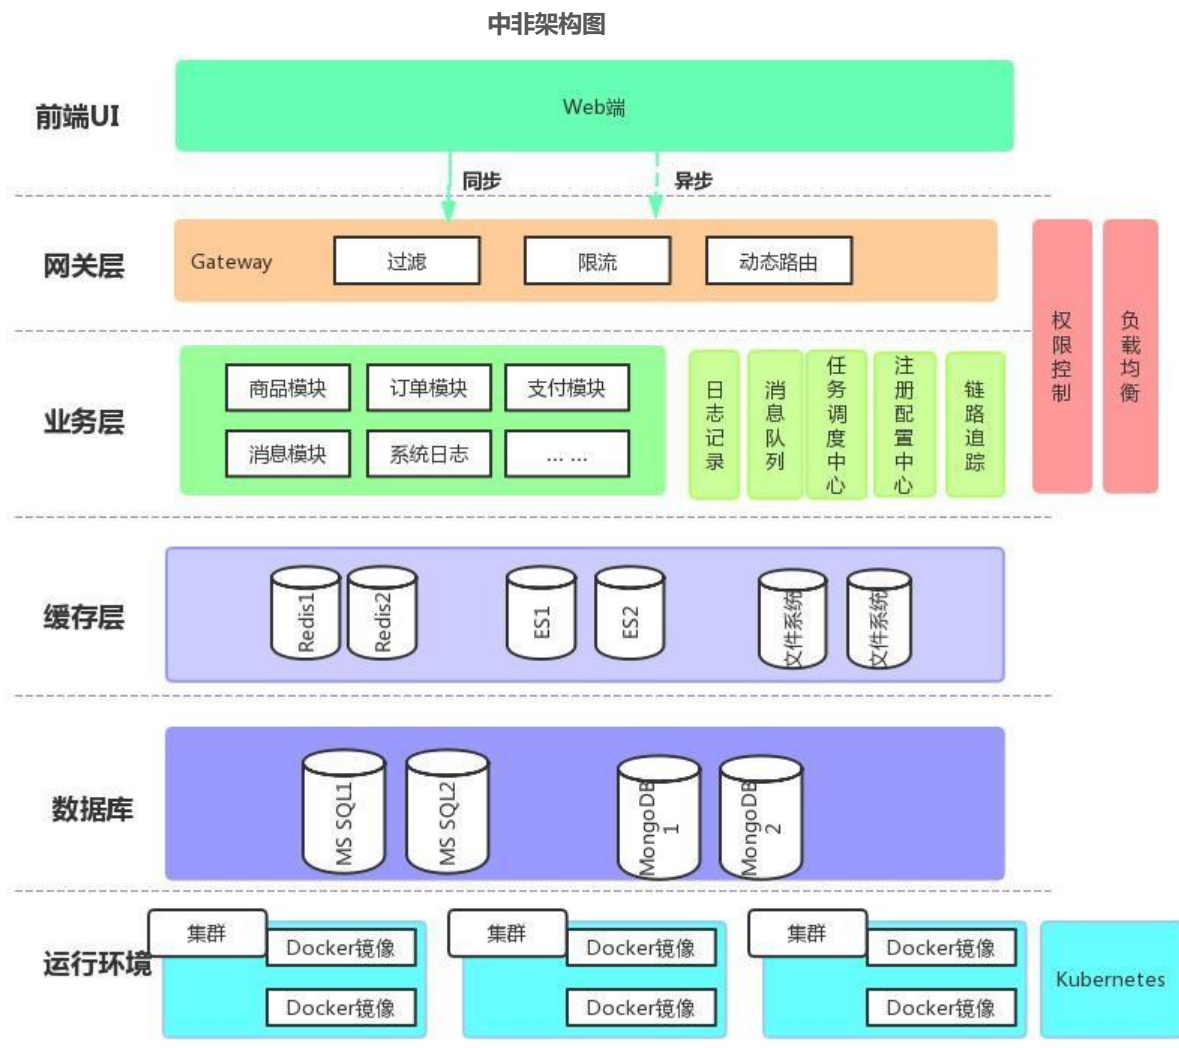 中非架构图
前端UI
Web端
同步
异步
网关层
Gateway
过滤
限流
动态路由
权限控制
负载均衡
业务层
商品模块
订单模块
支付模块
消息模块
系统日志
... ...
日志记录
消息队列
任务调度中心
注册配置中心
链路追踪
缓存层
Redis1
Redis2
ES1
ES2
文件系统
文件系统
数据库
MS SQL1
MS SQL2
MongoDB
1
MongoDB
2
运行环境
集群
Docker镜像
Docker镜像
集群
Docker镜像
Docker镜像
集群
Docker镜像
Docker镜像
Kubernetes